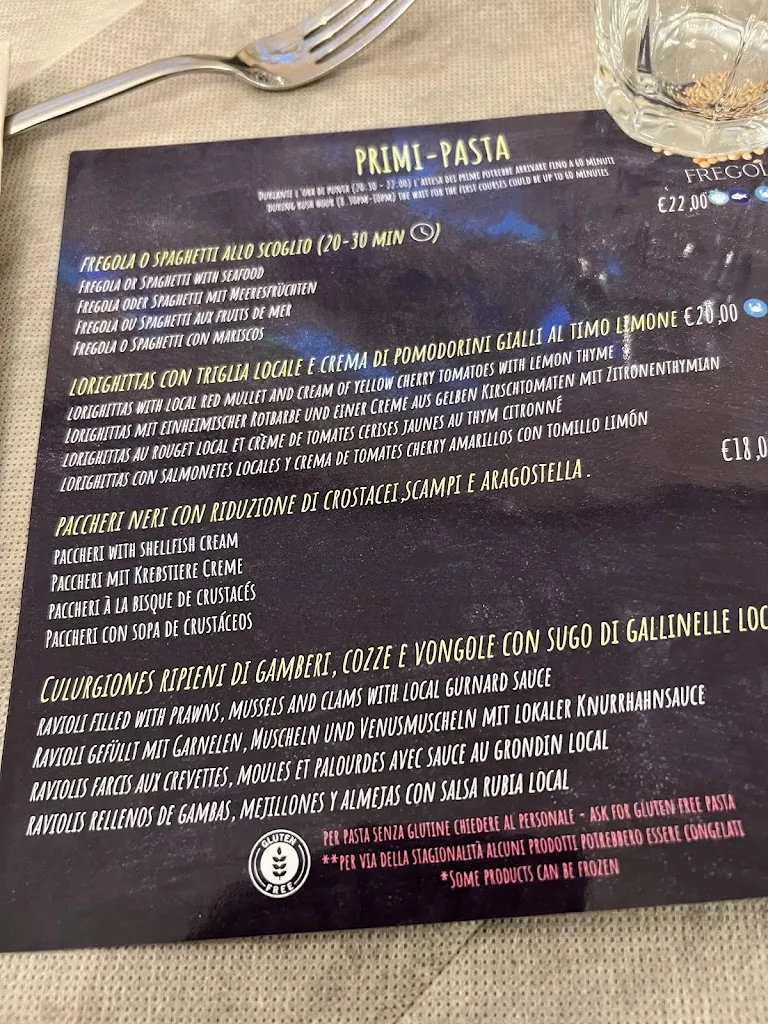 PRIMI-PASTA
DURANTE L'ORA DI PUNTA (20:30 - 22:00) L'ATTESA DEI PRIMI POTREBBE ARRIVARE FINO A 60 MINUTI
DURING RUSH HOUR (8.30PM-10PM) THE WAIT FOR THE FIRST COURSES COULD BE UP TO 60 MINUTES
€22,00
FREGOLA O SPAGHETTI ALLO SCOGLIO (20-30 MIN )
FREGOLA OR SPAGHETTI WITH SEAFOOD
FREGOLA ODER SPAGHETTI MIT MEERESFRÜCHTEN
FREGOLA OU SPAGHETTI AUX FRUITS DE MER
FREGOLA O SPAGHETTI CON MARISCOS
LORIGHITTAS CON TRIGLIA LOCALE E CREMA DI POMODORINI GIALLI AL TIMO LIMONE €20,00
LORIGHITTAS WITH LOCAL RED MULLET AND CREAM OF YELLOW CHERRY TOMATOES WITH LEMON THYME
LORIGHITTAS MIT EINHEIMISCHER ROTBARBE UND EINER CREME AUS GELBEN KIRSCHTOMATEN MIT ZITRONENTHYMIAN
LORIGHITTAS AU ROUGET LOCAL ET CRÈME DE TOMATES CERISES JAUNES AU THYM CITRONNÉ
LORIGHITTAS CON SALMONETES LOCALES Y CREMA DE TOMATES CHERRY AMARILLOS CON TOMILLO LIMÓN
€18,0
PACCHERI NERI CON RIDUZIONE DI CROSTACEI,SCAMPI E ARAGOSTELLA .
PACCHERI WITH SHELLFISH CREAM
PACCHERI MIT KREBSTIERE CREME
PACCHERI À LA BISQUE DE CRUSTACÉS
PACCHERI CON SOPA DE CRUSTÁCEOS
CULURGIONES RIPIENI DI GAMBERI, COZZE E VONGOLE CON SUGO DI GALLINELLE LOC
RAVIOLI FILLED WITH PRAWNS, MUSSELS AND CLAMS WITH LOCAL GURNARD SAUCE
RAVIOLI GEFÜLLT MIT GARNELEN, MUSCHELN UND VENUSMUSCHELN MIT LOKALER KNURRHAHNSAUCE
RAVIOLIS FARCIS AUX CREVETTES, MOULES ET PALOURDES AVEC SAUCE AU GRONDIN LOCAL
RAVIOLIS RELLENOS DE GAMBAS, MEJILLONES Y ALMEJAS CON SALSA RUBIA LOCAL
GLUTEN
FREE
PER PASTA SENZA GLUTINE CHIEDERE AL PERSONALE - ASK FOR GLUTEN FREE PASTA
**PER VIA DELLA STAGIONALITÀ ALCUNI PRODOTTI POTREBBERO ESSERE CONGELATI
*SOME PRODUCTS CAN BE FROZEN